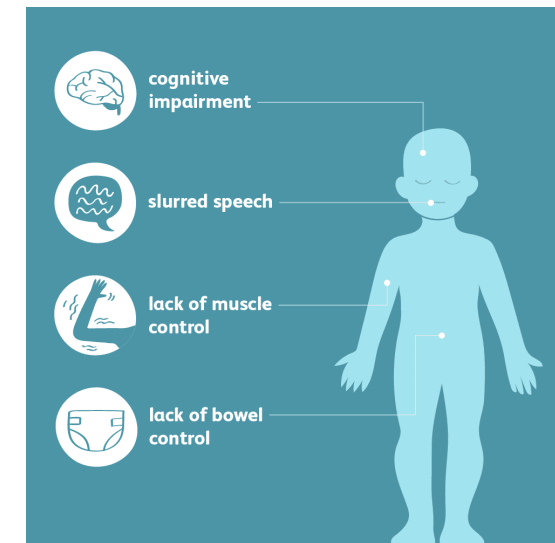 cognitive
impairment
slurred speech
lack of muscle
control
lack of bowel
control